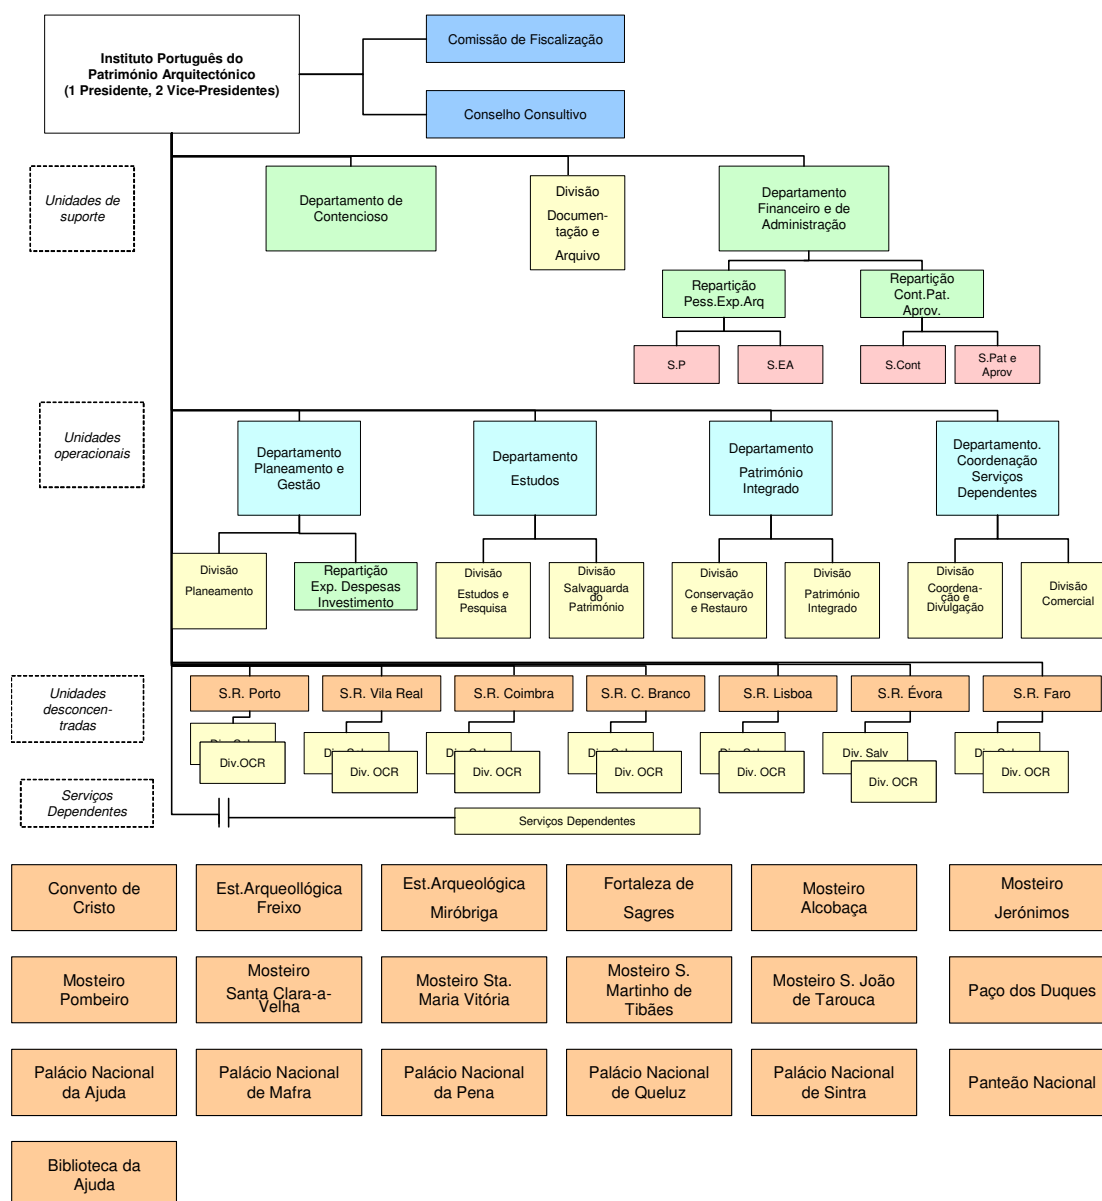 Instituto Português do
Património Arquitectónico
(1 Presidente, 2 Vice-Presidentes)
Comissão de Fiscalização
Conselho Consultivo
Unidades de
suporte
Departamento de
Contencioso
Divisão
Documen-
tação e
Arquivo
Departamento
Financeiro e de
Administração
Repartição
Pess.Exp.Arq
Repartição
Cont.Pat.
Aprov.
S.P
S.EA
S.Cont
S.Pat e
Aprov
Unidades
operacionais
Departamento
Planeamento e
Gestão
Departamento
Estudos
Departamento
Património
Integrado
Departamento.
Coordenação
Serviços
Dependentes
Divisão
Planeamento
Repartição
Exp. Despesas
Investimento
Divisão
Estudos e
Pesquisa
Divisão
Salvaguarda
do
Património
Divisão
Conservação
e Restauro
Divisão
Património
Integrado
Divisão
Coordena-
ção e
Divulgação
Divisão
Comercial
Unidades
desconcen-
tradas
S.R. Porto
S.R. Vila Real
S.R. Coimbra
S.R. C. Branco
S.R. Lisboa
S.R. Évora
S.R. Faro
Div.OCR
Div. OCR
Div. OCR
Div. OCR
Div. OCR
Div. Salv
Div. OCR
Div. OCR
Serviços
Dependentes
Serviços Dependentes
Convento de
Cristo
Est.Arqueollógica
Freixo
Est.Arqueológica
Miróbriga
Fortaleza de
Sagres
Mosteiro
Alcobaça
Mosteiro
Jerónimos
Mosteiro
Pombeiro
Mosteiro
Santa Clara-a-
Velha
Mosteiro Sta.
Maria Vitória
Mosteiro S.
Martinho de
Tibães
Mosteiro S. João
de Tarouca
Paço dos Duques
Palácio Nacional
da Ajuda
Palácio Nacional
de Mafra
Palácio Nacional
da Pena
Palácio Nacional
de Queluz
Palácio Nacional
de Sintra
Panteão Nacional
Biblioteca da
Ajuda